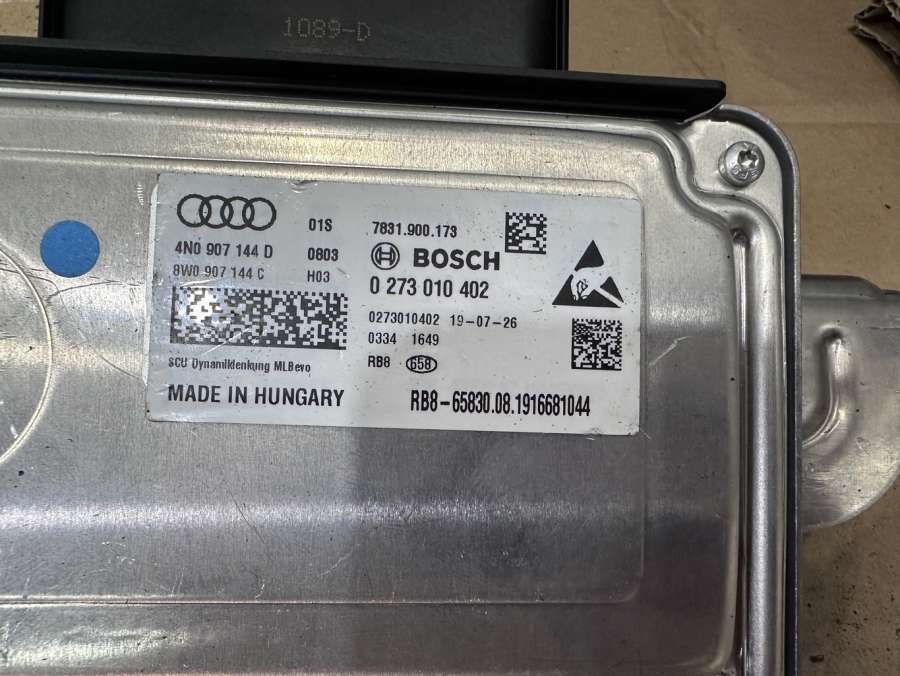 1089-D
01S
4N0 907 144 D 0803
8W0 907 144 C H03
SCU Dynamiklenkung MLBevo
MADE IN HUNGARY
7831.900.173
BOSCH
0 273 010 402
0273010402 19-07-26
0334 1649
RB8 658
RB8-65830.08.1916681044